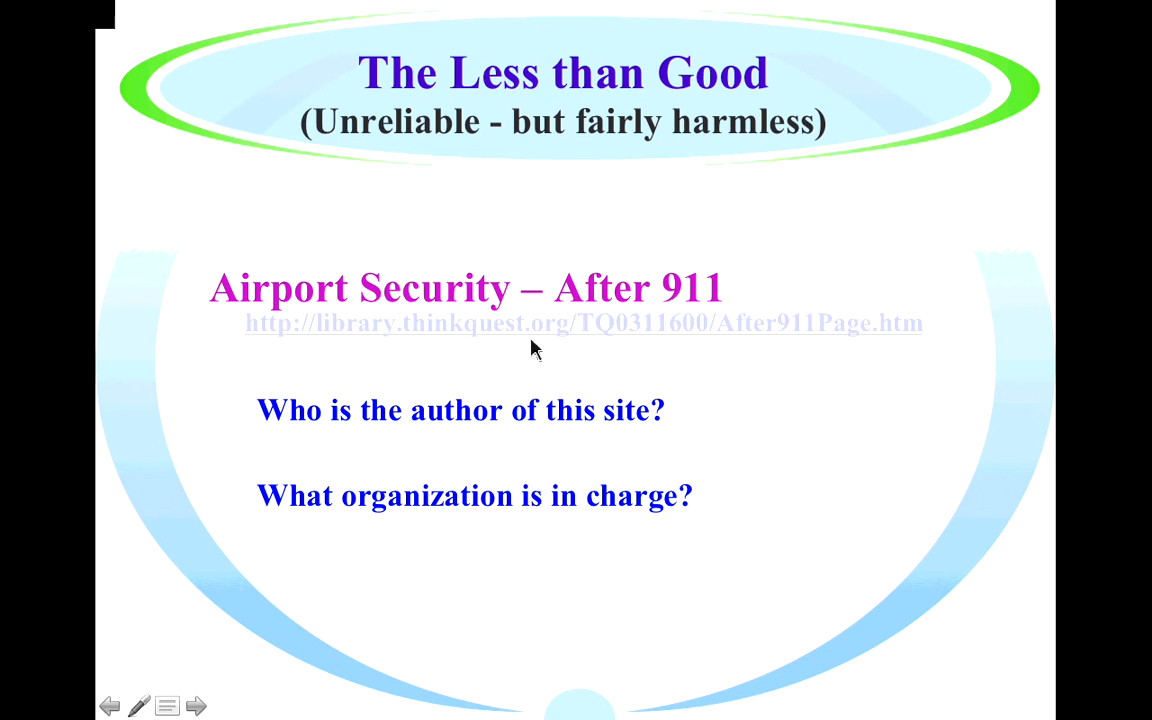 The Less than Good
(Unreliable - but fairly harmless)
Airport Security – After 911
http://library.thinkquest.org/TQ0311600/After911Page.htm
Who is the author of this site?
What organization is in charge?